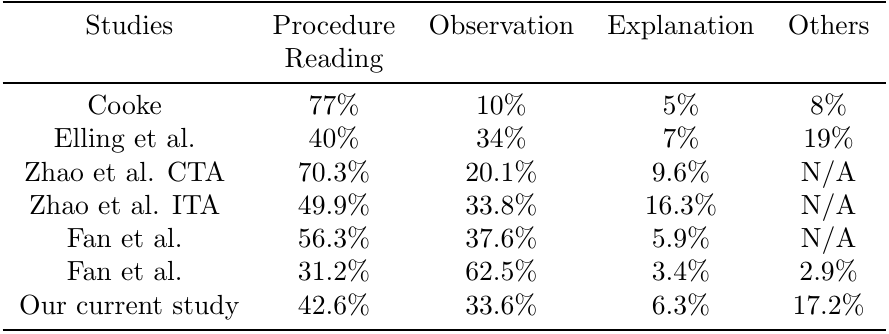 Studies Procedure Observation Explanation Others
Reading
Cooke 77% 10% 5% 8%
Elling et al. 40% 34% 7% 19%
Zhao et al. CTA 70.3% 20.1% 9.6% N/A
Zhao et al. ITA 49.9% 33.8% 16.3% N/A
Fan et al. 56.3% 37.6% 5.9% N/A
Fan et al. 31.2% 62.5% 3.4% 2.9%
Our current study 42.6% 33.6% 6.3% 17.2%